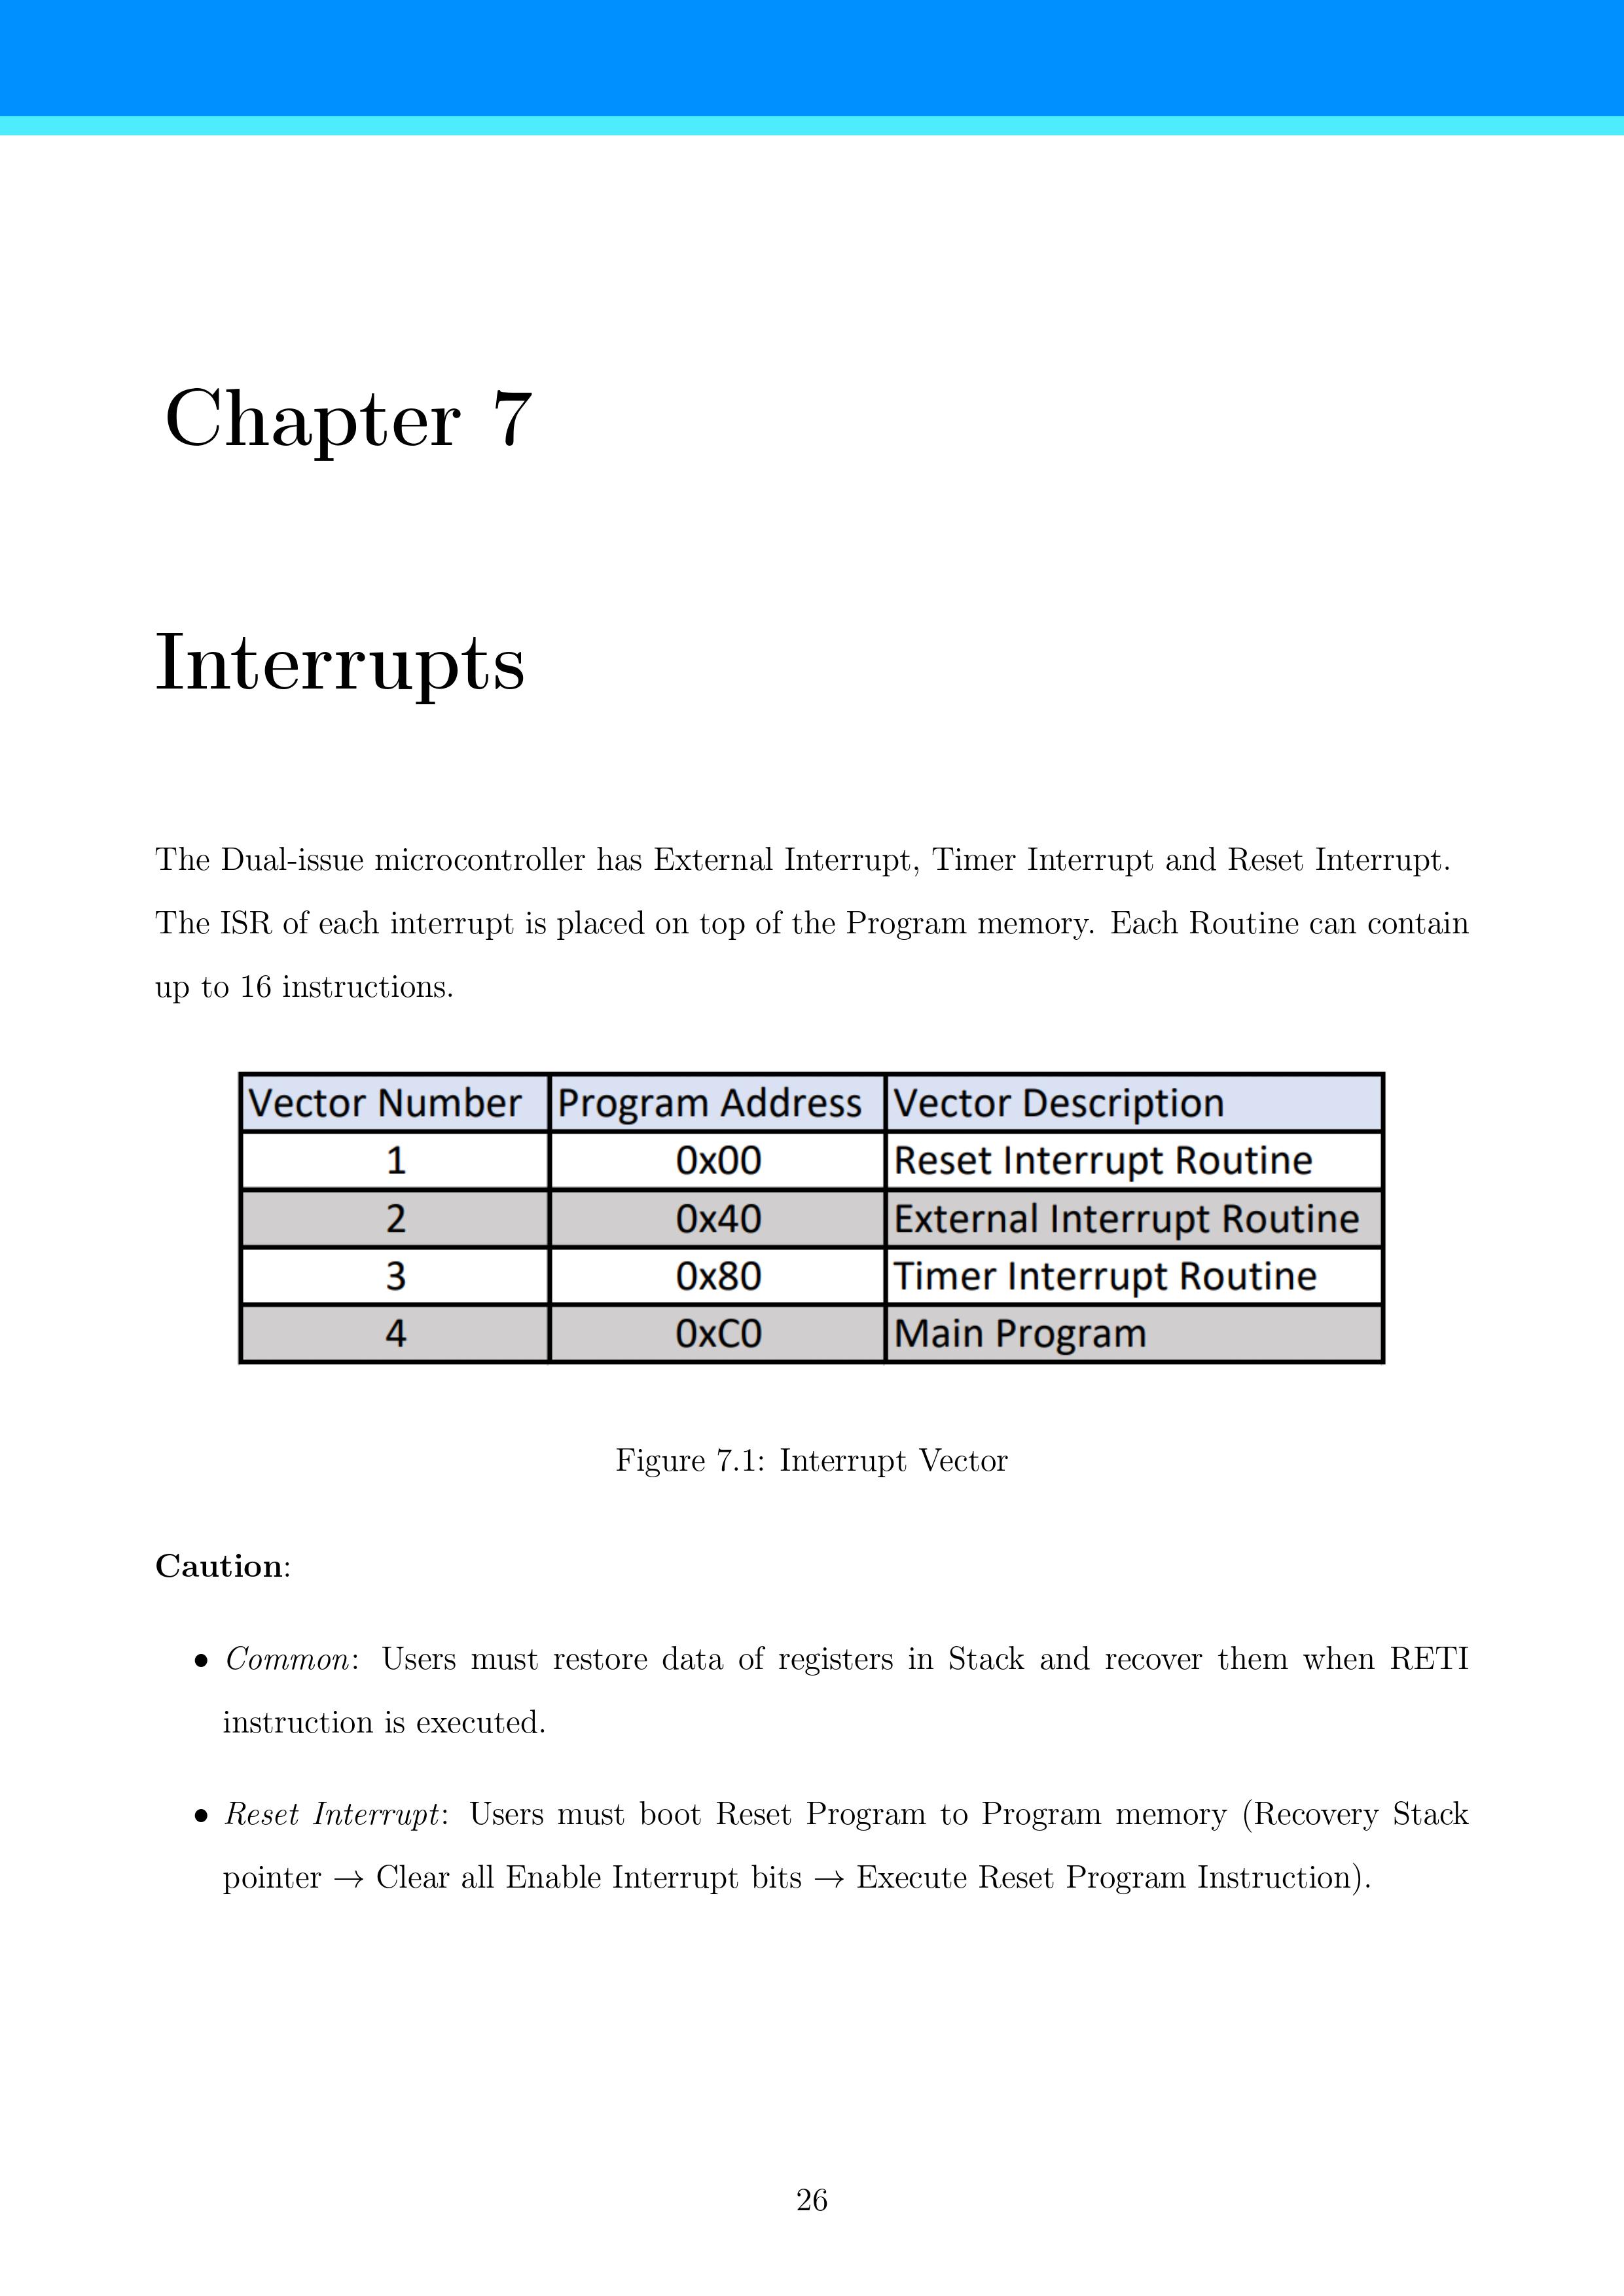 Chapter 7
Interrupts
The Dual-issue microcontroller has External Interrupt, Timer Interrupt and Reset Interrupt.
The ISR of each interrupt is placed on top of the Program memory. Each Routine can contain
up to 16 instructions.
Vector Number Program Address Vector Description
1 0x00 Reset Interrupt Routine
2 0x40 External Interrupt Routine
3 0x80 Timer Interrupt Routine
4 0xC0 Main Program
Figure 7.1: Interrupt Vector
Caution:
• Common: Users must restore data of registers in Stack and recover them when RETI
instruction is executed.
• Reset Interrupt: Users must boot Reset Program to Program memory (Recovery Stack
pointer → Clear all Enable Interrupt bits → Execute Reset Program Instruction).
26